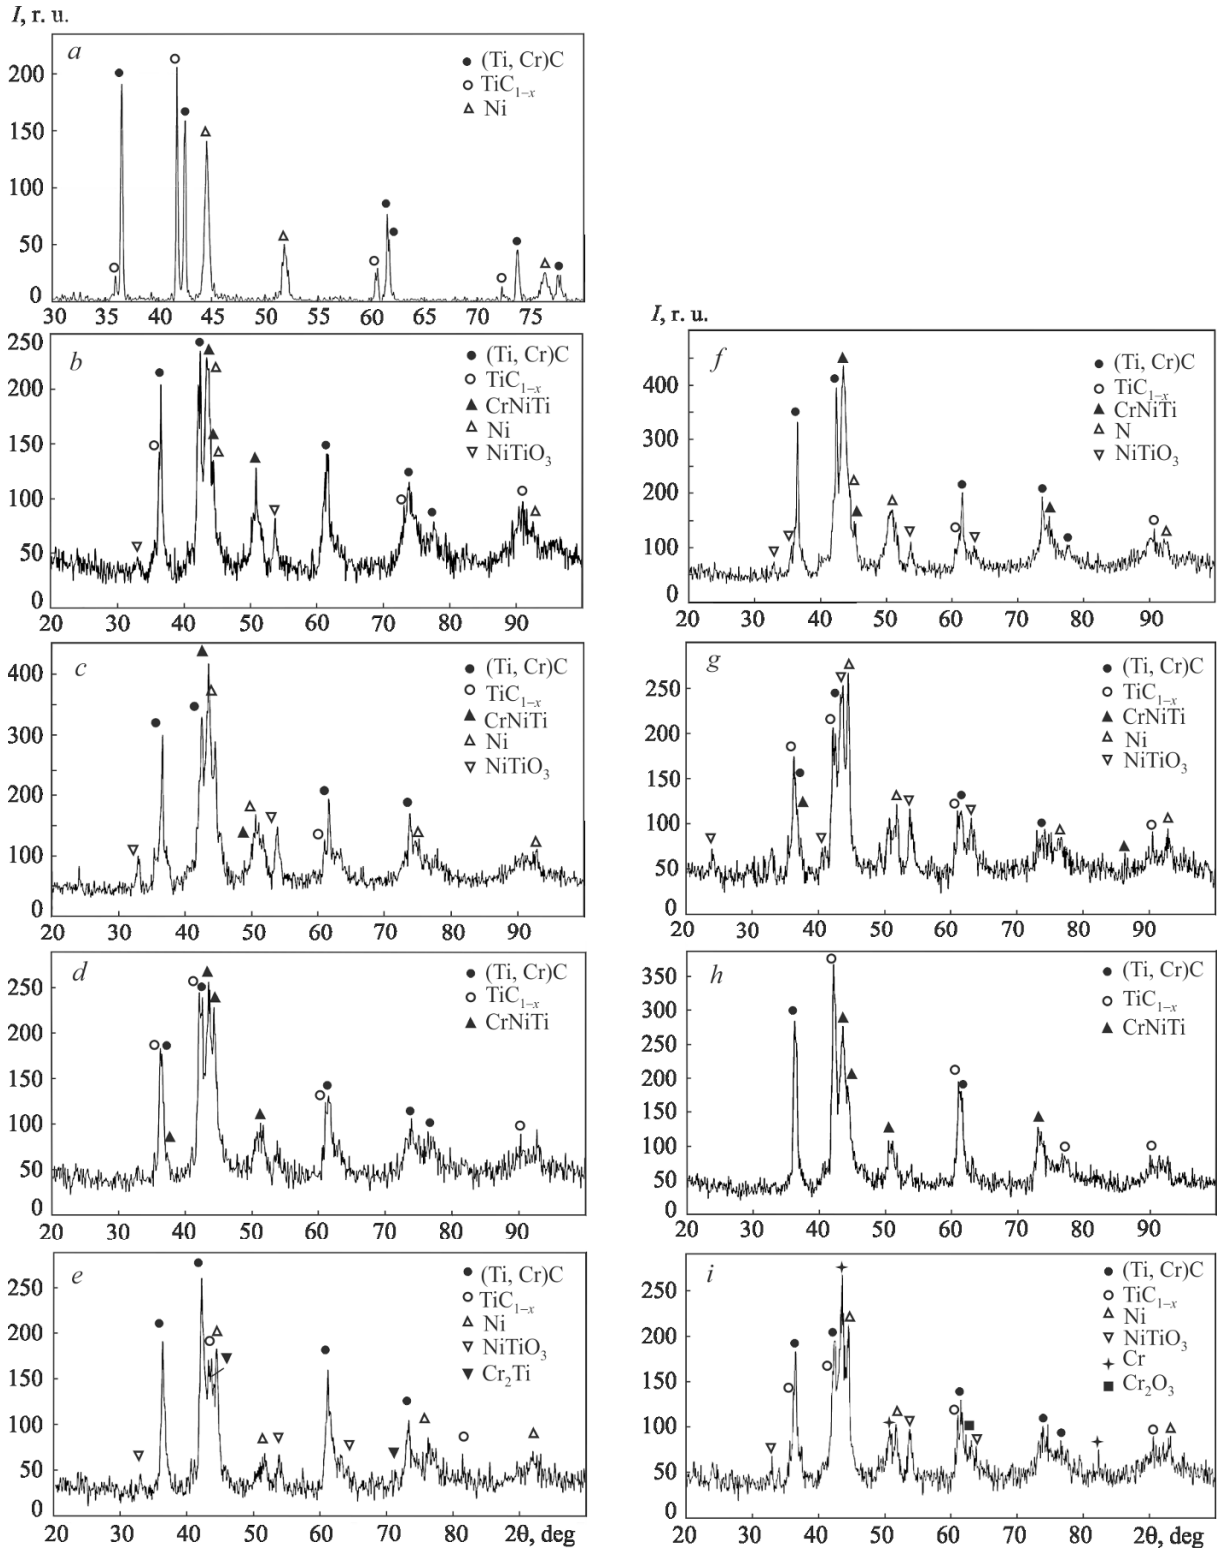 I, r. u.
a
(Ti, Cr)C
TiC1–x
Ni
200
150
100
50
0
30 35 40 45 50 55 60 65 70 75
b
(Ti, Cr)C
TiC1–x
CrNiTi
Ni
NiTiO3
250
200
150
100
50
0
20 30 40 50 60 70 80 90
c
(Ti, Cr)C
TiC1–x
CrNiTi
Ni
NiTiO3
400
300
200
100
0
20 30 40 50 60 70 80 90
d
(Ti, Cr)C
TiC1–x
CrNiTi
250
200
150
100
50
0
20 30 40 50 60 70 80 90
e
(Ti, Cr)C
TiC1–x
Ni
NiTiO3
Cr2Ti
250
200
150
100
50
0
20 30 40 50 60 70 80 2θ, deg
I, r. u.
f
(Ti, Cr)C
TiC1–x
CrNiTi
N
NiTiO3
400
300
200
100
0
20 30 40 50 60 70 80 90
g
(Ti, Cr)C
TiC1–x
CrNiTi
Ni
NiTiO3
250
200
150
100
50
0
20 30 40 50 60 70 80 90
h
(Ti, Cr)C
TiC1–x
CrNiTi
350
300
250
200
150
100
50
0
20 30 40 50 60 70 80 90
i
(Ti, Cr)C
TiC1–x
Ni
NiTiO3
Cr
Cr2O3
250
200
150
100
50
0
20 30 40 50 60 70 80 2θ, deg